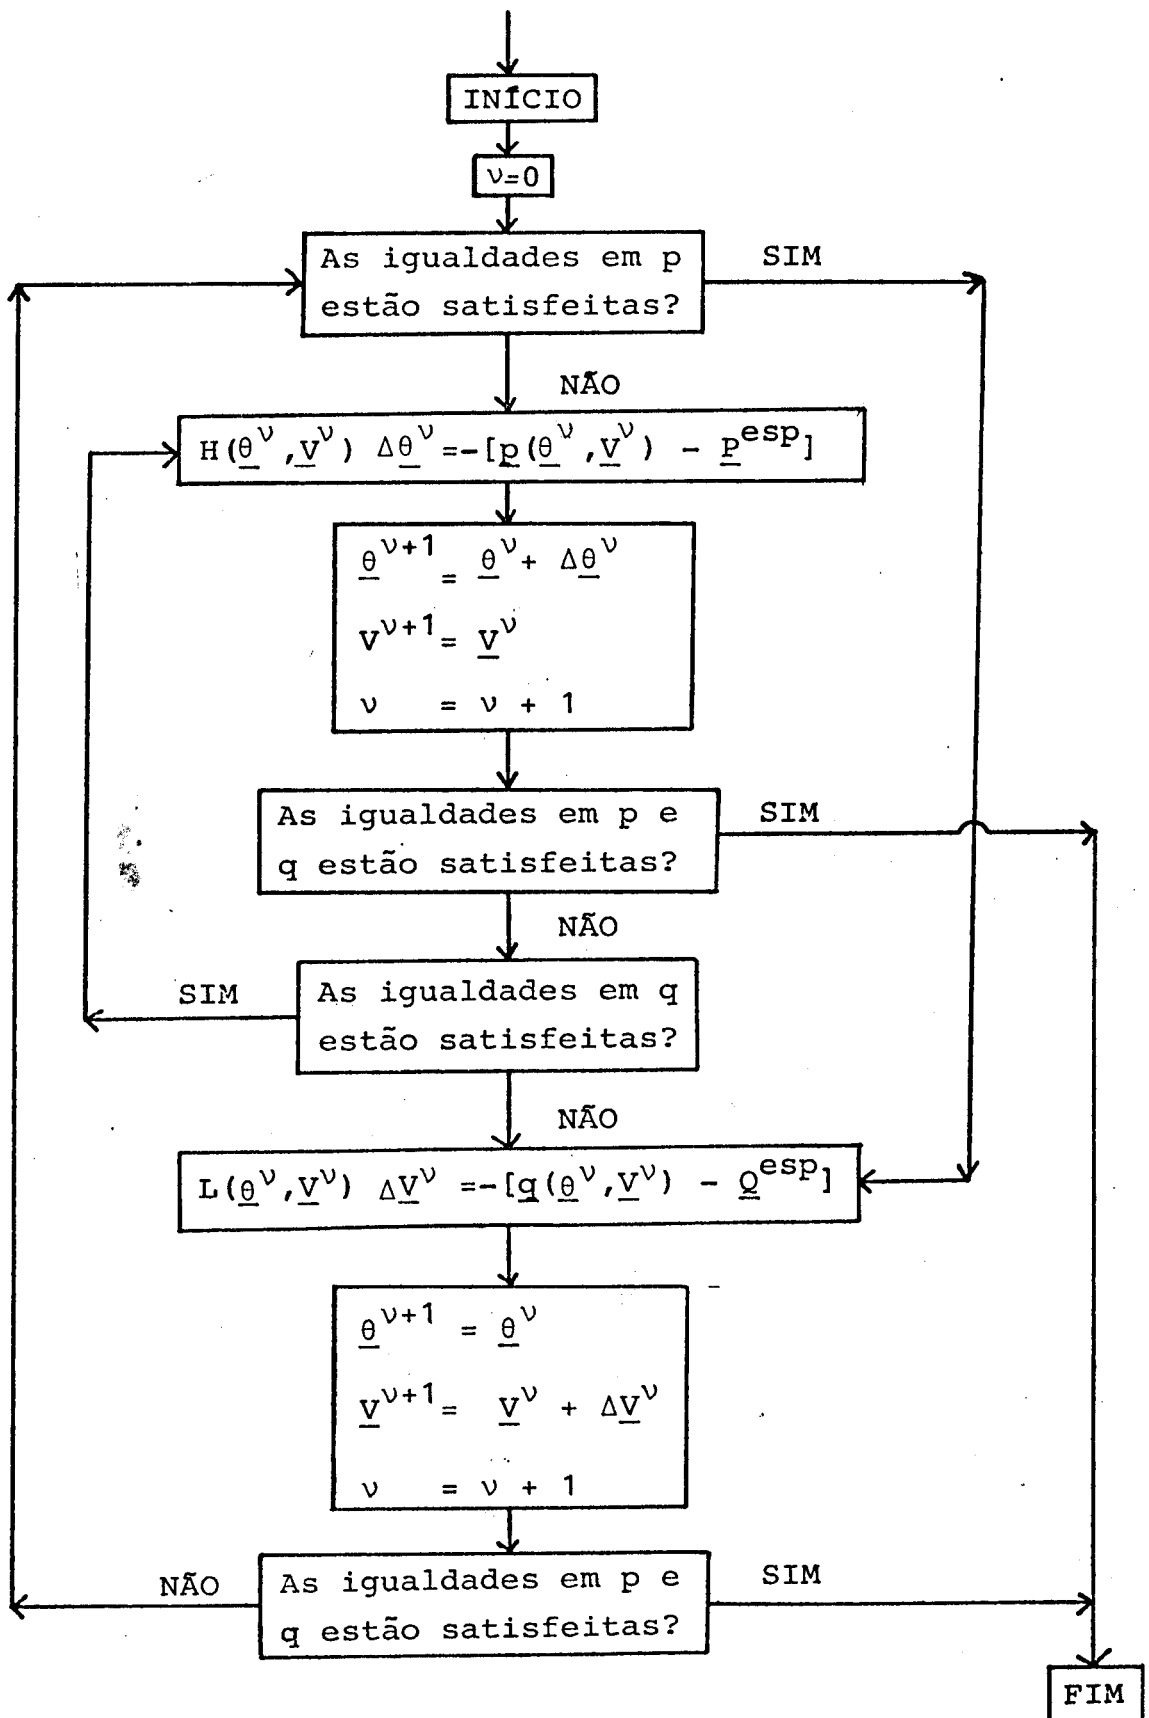 INÍCIO
ν=0
As igualdades em p
estão satisfeitas?
SIM
NÃO
H(θ^ν,V^ν) Δθ^ν=-[p(θ^ν,V^ν) - P^esp]
θ^ν+1 = θ^ν + Δθ^ν
V^ν+1 = V^ν
ν = ν + 1
As igualdades em p e
q estão satisfeitas?
SIM
NÃO
As igualdades em q
estão satisfeitas?
SIM
NÃO
L(θ^ν,V^ν) ΔV^ν =-[q(θ^ν,V^ν) - Q^esp]
θ^ν+1 = θ^ν
V^ν+1 = V^ν + ΔV^ν
ν = ν + 1
As igualdades em p e
q estão satisfeitas?
NÃO
SIM
FIM